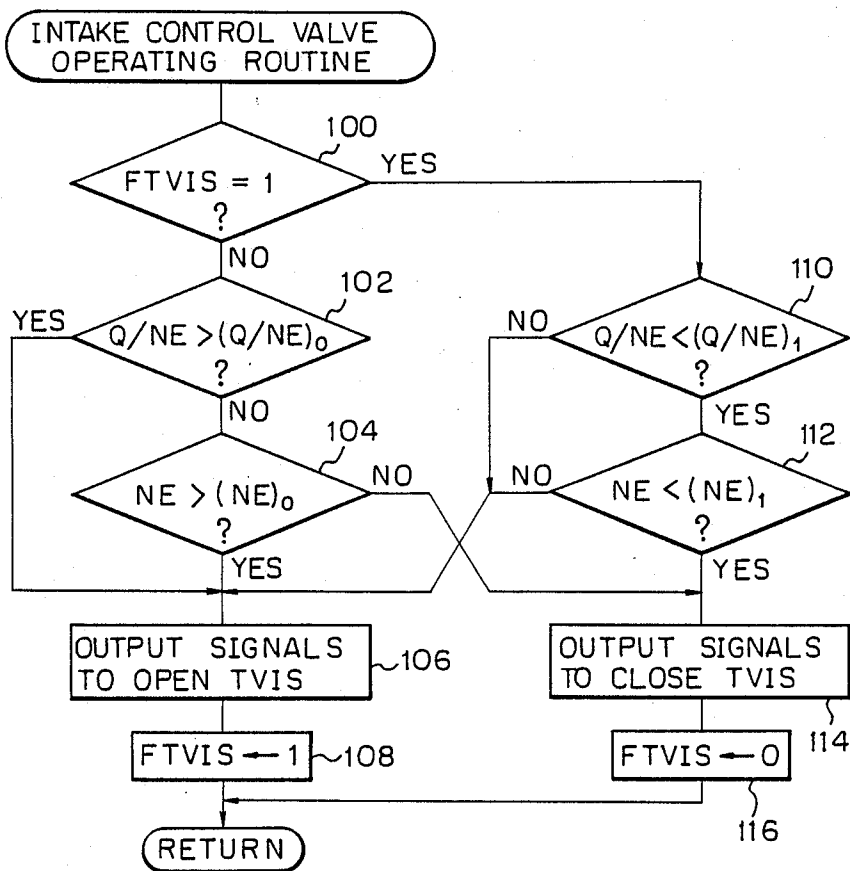 INTAKE CONTROL VALVE
OPERATING ROUTINE
100
FTVIS = 1
?
YES
NO
102
YES
Q/NE >(Q/NE)₀
?
NO
110
NO
Q/NE <(Q/NE)₁
?
YES
104
NE >(NE)₀
?
NO
YES
112
NO
NE <(NE)₁
?
YES
OUTPUT SIGNALS
TO OPEN TVIS
106
OUTPUT SIGNALS
TO CLOSE TVIS
114
FTVIS ← 1
108
FTVIS ← 0
116
RETURN